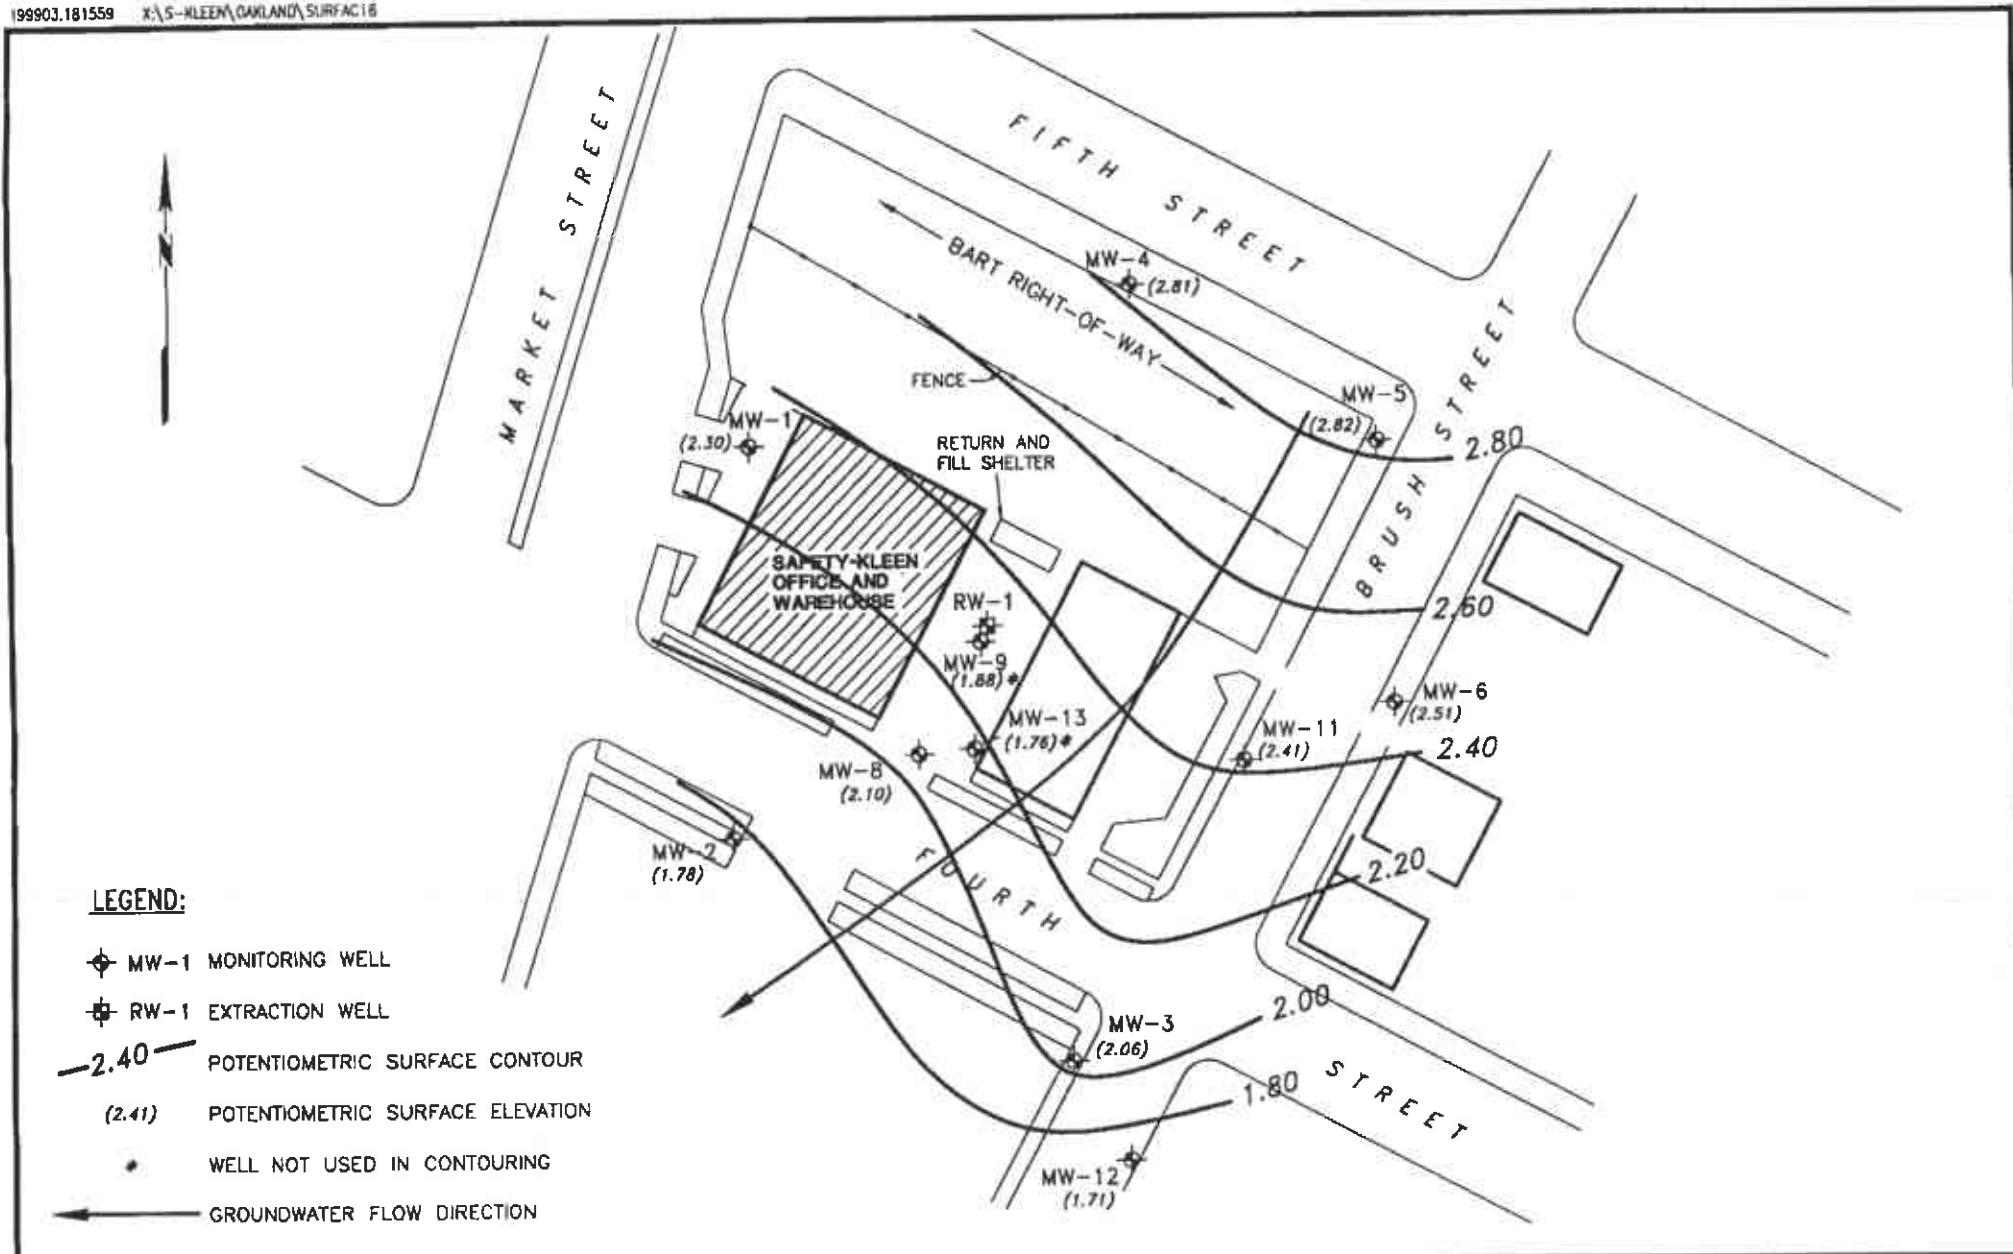 199903.181559 X:\S-KLEEN\OAKLAND\SURFAC16
MARKET STREET
FIFTH STREET
BART RIGHT-OF-WAY
MW-4
(2.81)
FENCE
MW-5
(2.82)
BRUSH STREET
2.80
MW-1
(2.30)
RETURN AND
FILL SHELTER
SAFETY-KLEEN
OFFICE AND
WAREHOUSE
RW-1
MW-9
(1.88)*
2.60
MW-6
(2.51)
MW-13
(1.76)*
MW-11
(2.41)
2.40
MW-8
(2.10)
MW-2
(1.78)
2.20
FOURTH STREET
2.00
MW-3
(2.06)
1.80
MW-12
(1.71)
N
LEGEND:
MW-1 MONITORING WELL
RW-1 EXTRACTION WELL
2.40 POTENTIOMETRIC SURFACE CONTOUR
(2.41) POTENTIOMETRIC SURFACE ELEVATION
* WELL NOT USED IN CONTOURING
GROUNDWATER FLOW DIRECTION